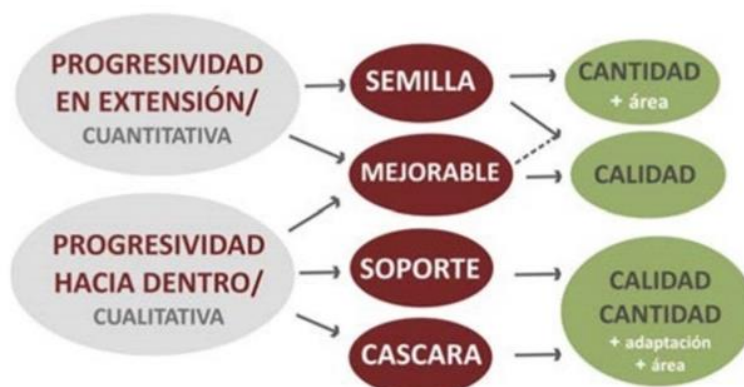 PROGRESIVIDAD
EN EXTENSIÓN/
CUANTITATIVA
SEMILLA
CANTIDAD
+ área
MEJORABLE
CALIDAD
PROGRESIVIDAD
HACIA DENTRO/
CUALITATIVA
SOPORTE
CASCARA
CALIDAD
CANTIDAD
+ adaptación
+ área